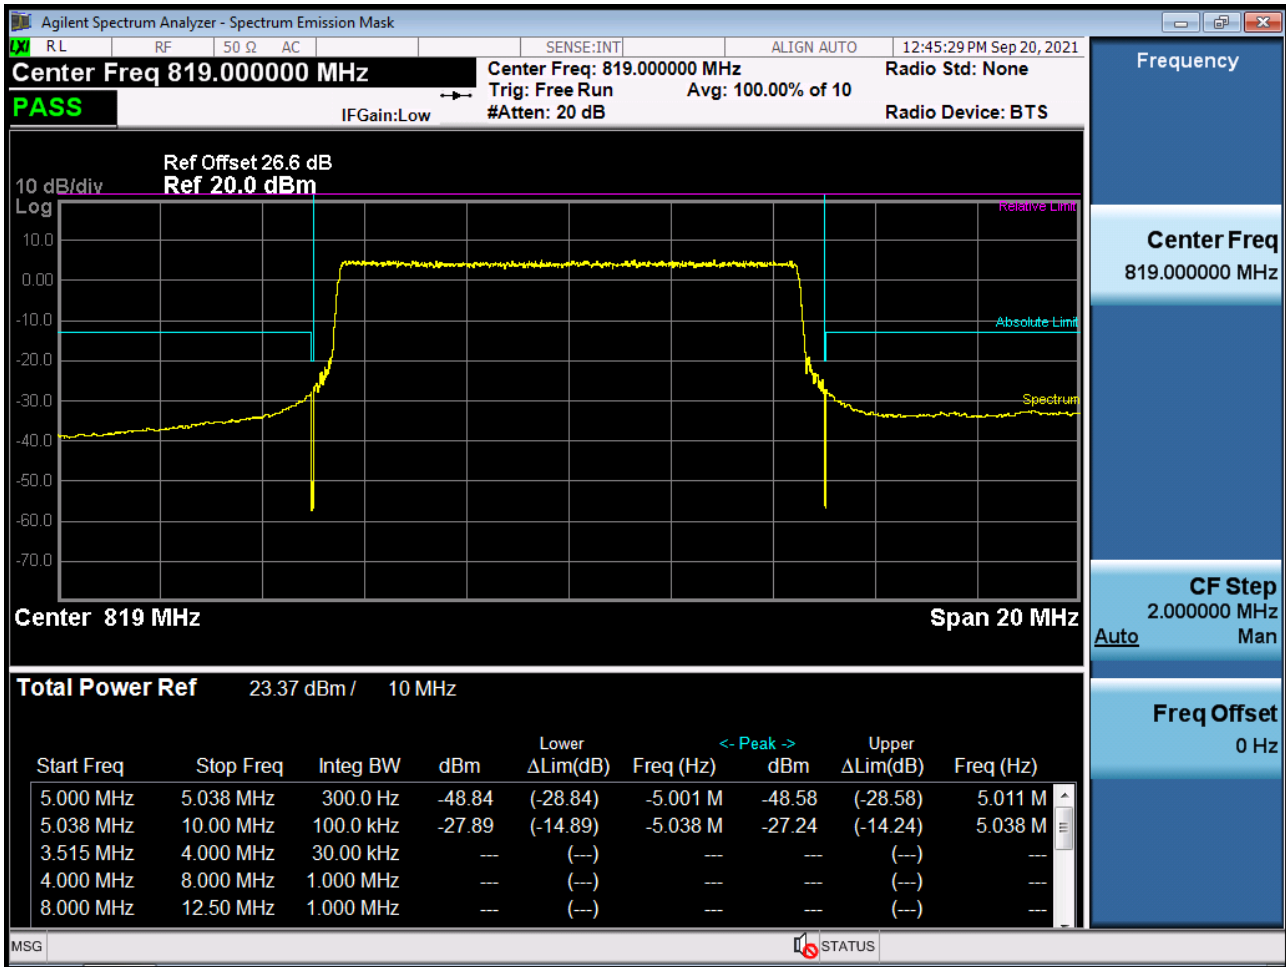 Agilent Spectrum Analyzer - Spectrum Emission Mask
LXI RL RF 50 Ω AC SENSE:INT ALIGN AUTO 12:45:29 PM Sep 20, 2021
Center Freq 819.000000 MHz
Center Freq: 819.000000 MHz Radio Std: None
Trig: Free Run Avg: 100.00% of 10
PASS
IFGain:Low #Atten: 20 dB Radio Device: BTS
Ref Offset 26.6 dB
10 dB/div Ref 20.0 dBm
Log
Relative Limit
10.0
0.00
-10.0
Absolute Limit
-20.0
-30.0
Spectrum
-40.0
-50.0
-60.0
-70.0
Center 819 MHz Span 20 MHz
Total Power Ref 23.37 dBm / 10 MHz
Lower <- Peak -> Upper
Start Freq Stop Freq Integ BW dBm ΔLim(dB) Freq (Hz) dBm ΔLim(dB) Freq (Hz)
5.000 MHz 5.038 MHz 300.0 Hz -48.84 (-28.84) -5.001 M -48.58 (-28.58) 5.011 M
5.038 MHz 10.00 MHz 100.0 kHz -27.89 (-14.89) -5.038 M -27.24 (-14.24) 5.038 M
3.515 MHz 4.000 MHz 30.00 kHz --- (---) --- --- (---) ---
4.000 MHz 8.000 MHz 1.000 MHz --- (---) --- --- (---) ---
8.000 MHz 12.50 MHz 1.000 MHz --- (---) --- --- (---) ---
MSG STATUS
Frequency
Center Freq
819.000000 MHz
CF Step
2.000000 MHz
Auto Man
Freq Offset
0 Hz